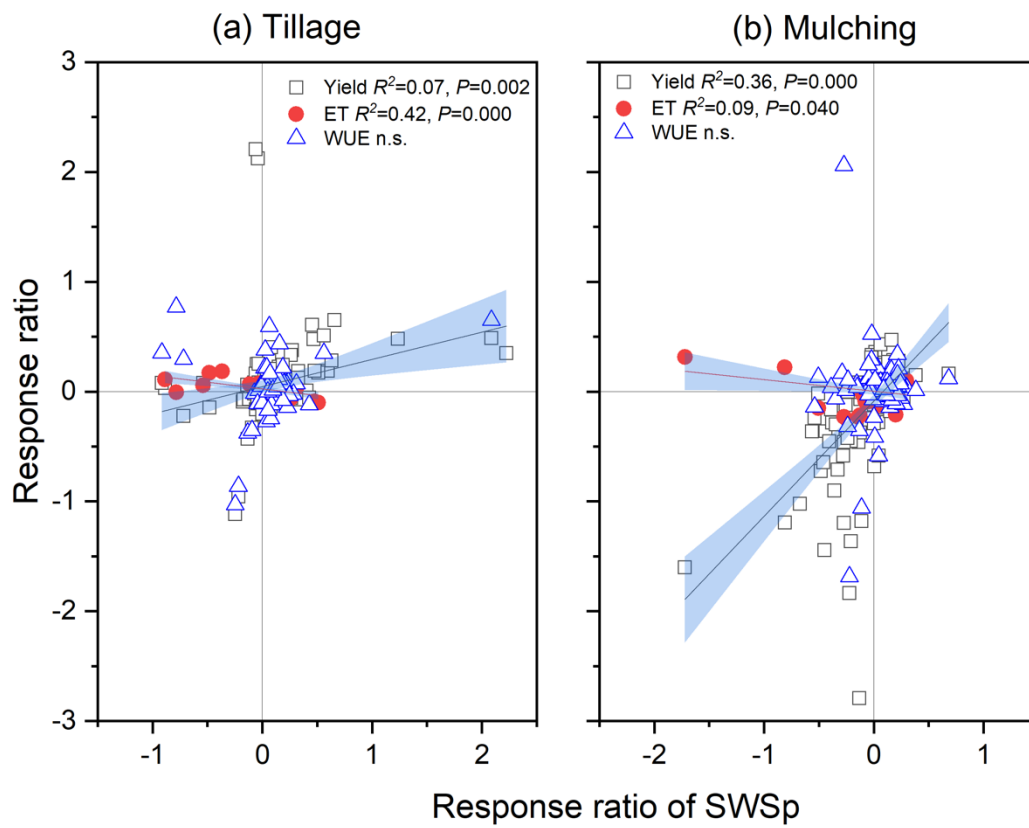 (a) Tillage
(b) Mulching
Yield R²=0.07, P=0.002
ET R²=0.42, P=0.000
WUE n.s.
Yield R²=0.36, P=0.000
ET R²=0.09, P=0.040
WUE n.s.
Response ratio
3
2
1
0
-1
-2
-3
-1
0
1
2
-2
-1
0
1
Response ratio of SWSp